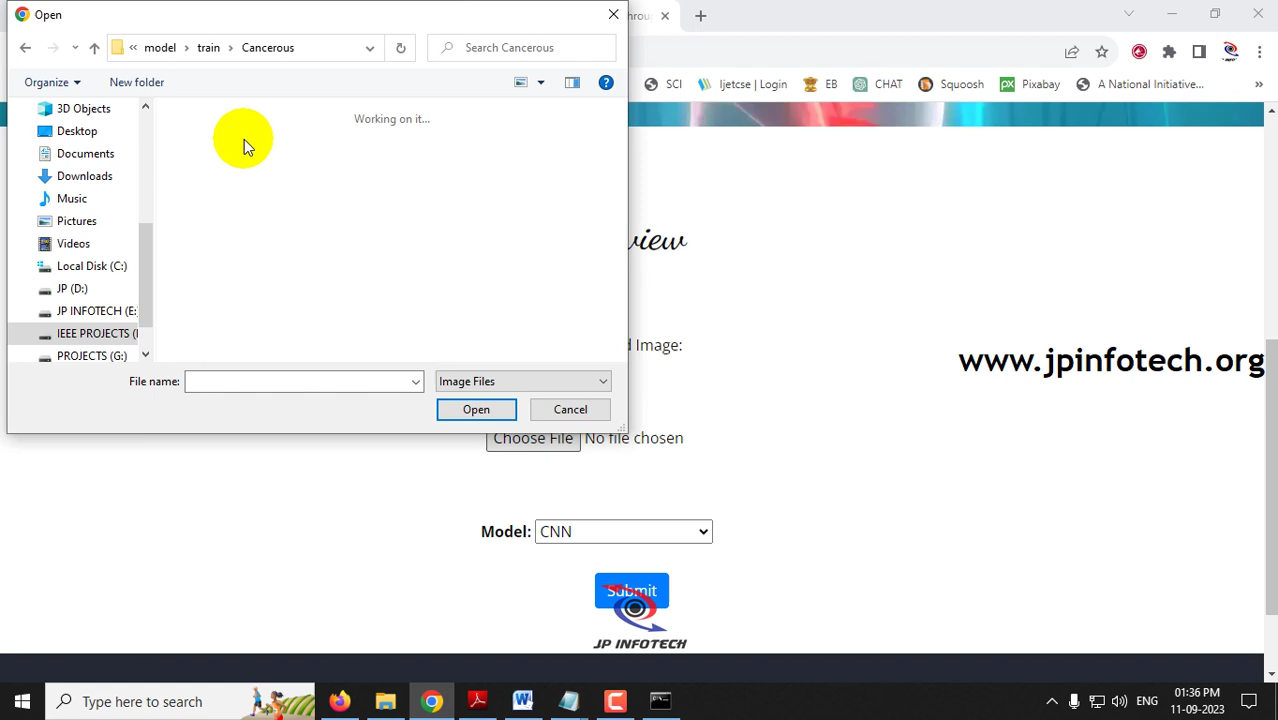 Open
hrou
model
train
Cancerous
Search Cancerous
Organize
New folder
SCI
Ijetcse | Login
EB
CHAT
Squoosh
px
Pixabay
A National Initiative...
3D Objects
Desktop
Documents
Downloads
Music
Pictures
Videos
Local Disk (C:)
JP (D:)
JP INFOTECH (E:
IEEE PROJECTS (
PROJECTS (G:)
Working on it...
view
d Image:
www.jpinfotech.org
File name:
Image Files
Open
Cancel
Choose File No file chosen
Model: CNN
Submit
JP INFOTECH
Type here to search
ENG
01:36 PM
11-09-2023